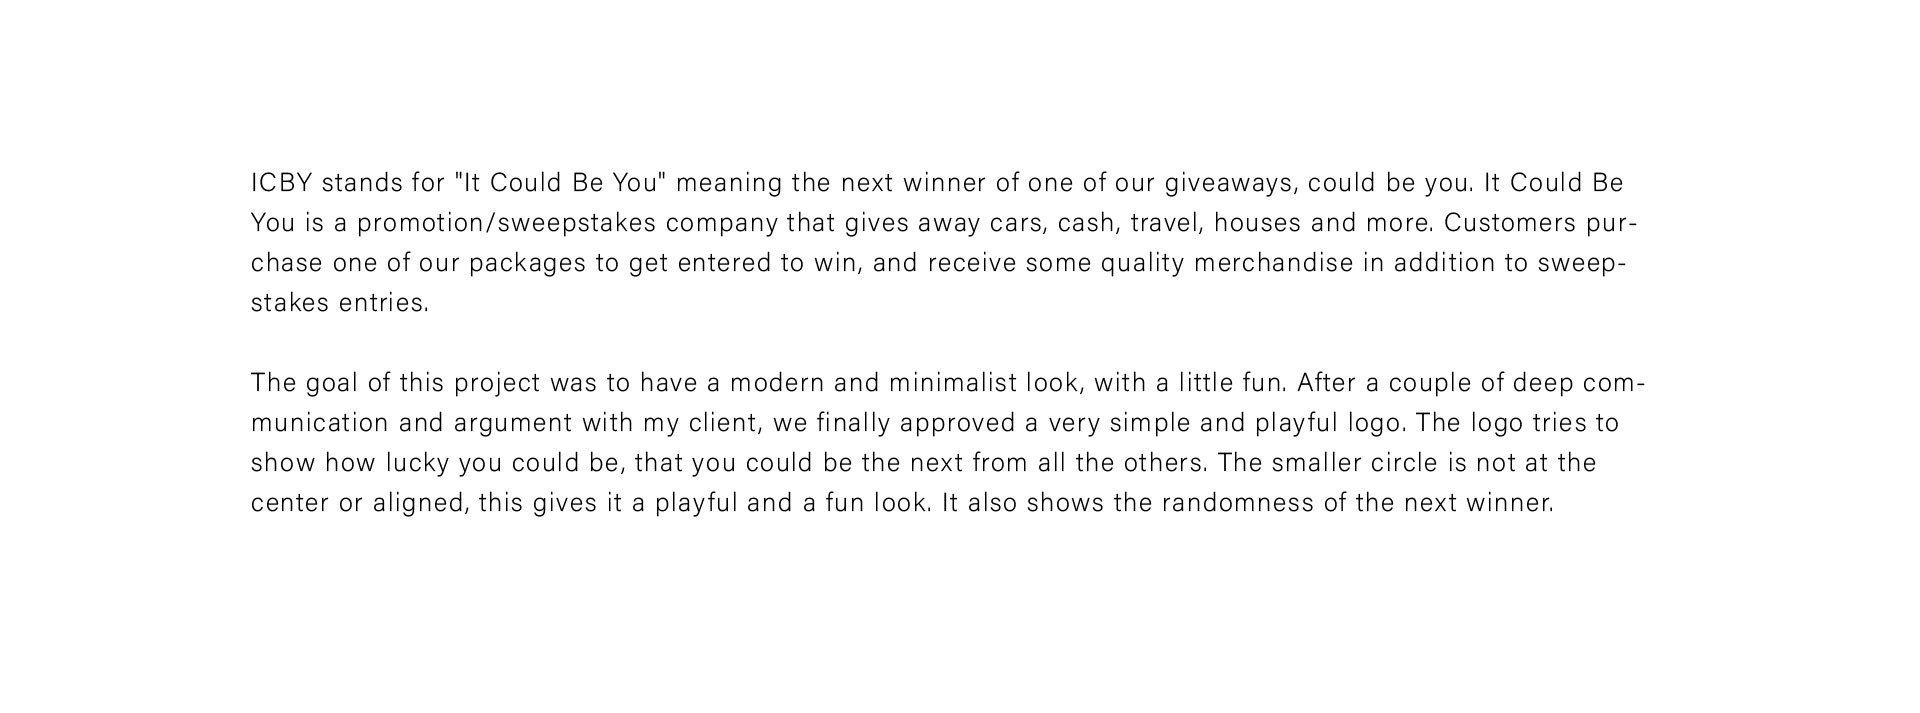 ICBY stands for "It Could Be You" meaning the next winner of one of our giveaways, could be you. It Could Be
You is a promotion/sweepstakes company that gives away cars, cash, travel, houses and more. Customers pur-
chase one of our packages to get entered to win, and receive some quality merchandise in addition to sweep-
stakes entries.
The goal of this project was to have a modern and minimalist look, with a little fun. After a couple of deep com-
munication and argument with my client, we finally approved a very simple and playful logo. The logo tries to
show how lucky you could be, that you could be the next from all the others. The smaller circle is not at the
center or aligned, this gives it a playful and a fun look. It also shows the randomness of the next winner.